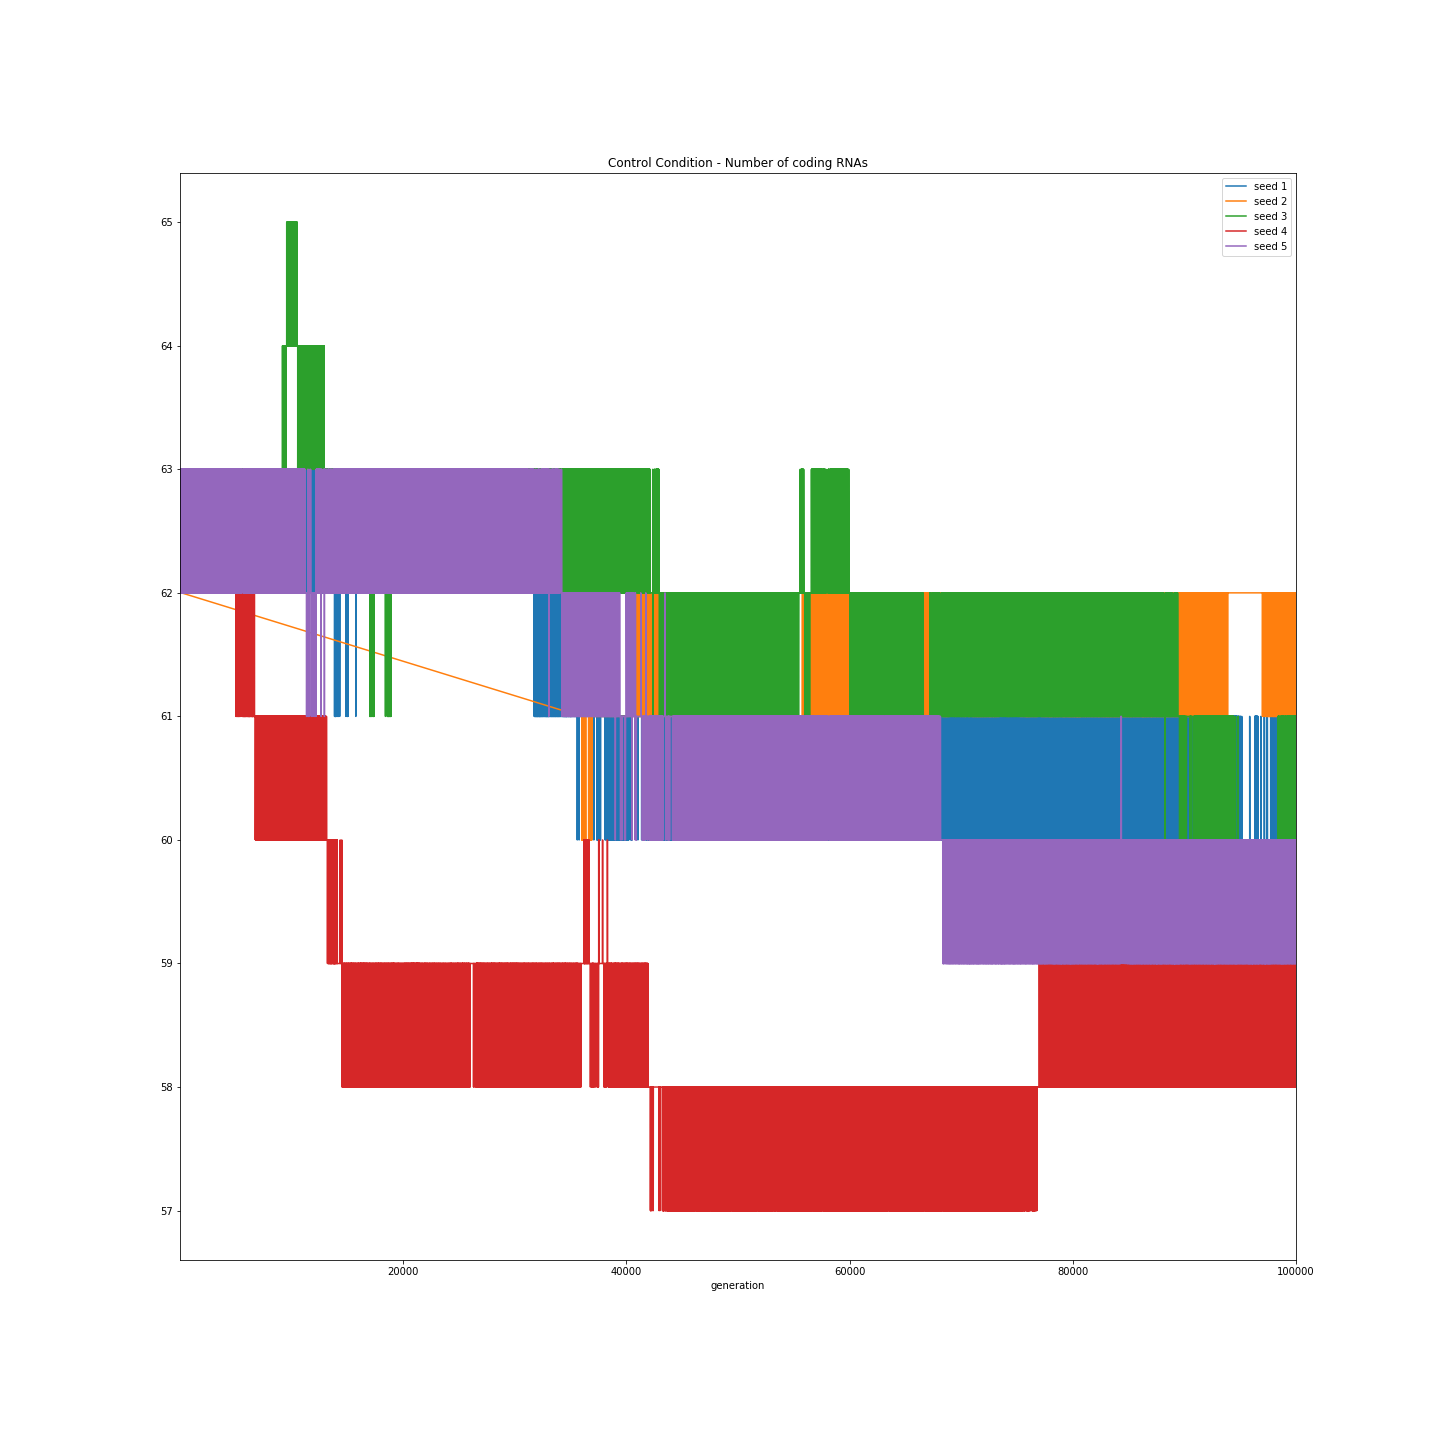 Control Condition - Number of coding RNAs
seed 1
seed 2
seed 3
seed 4
seed 5
65
64
63
62
61
60
59
58
57
20000 40000 60000 80000 100000
generation